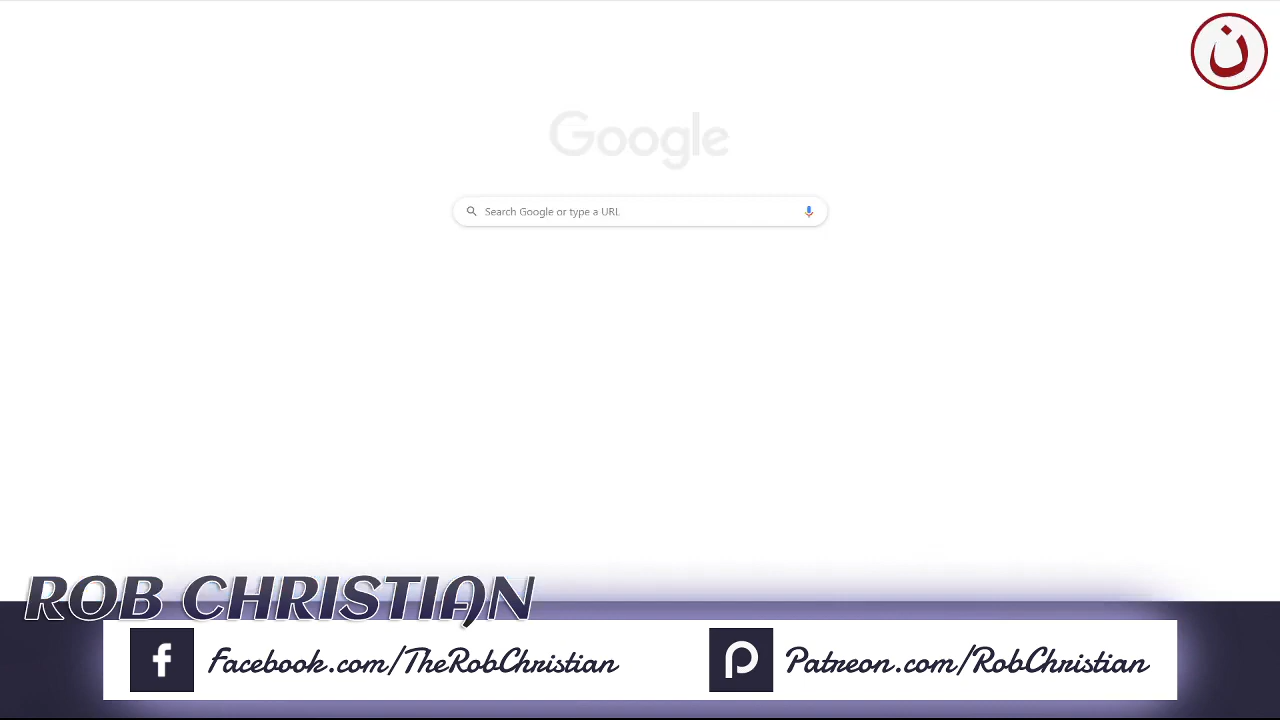 ن
Google
Search Google or type a URL
ROB CHRISTIAN
Facebook.com/TheRobChristian
Patreon.com/RobChristian